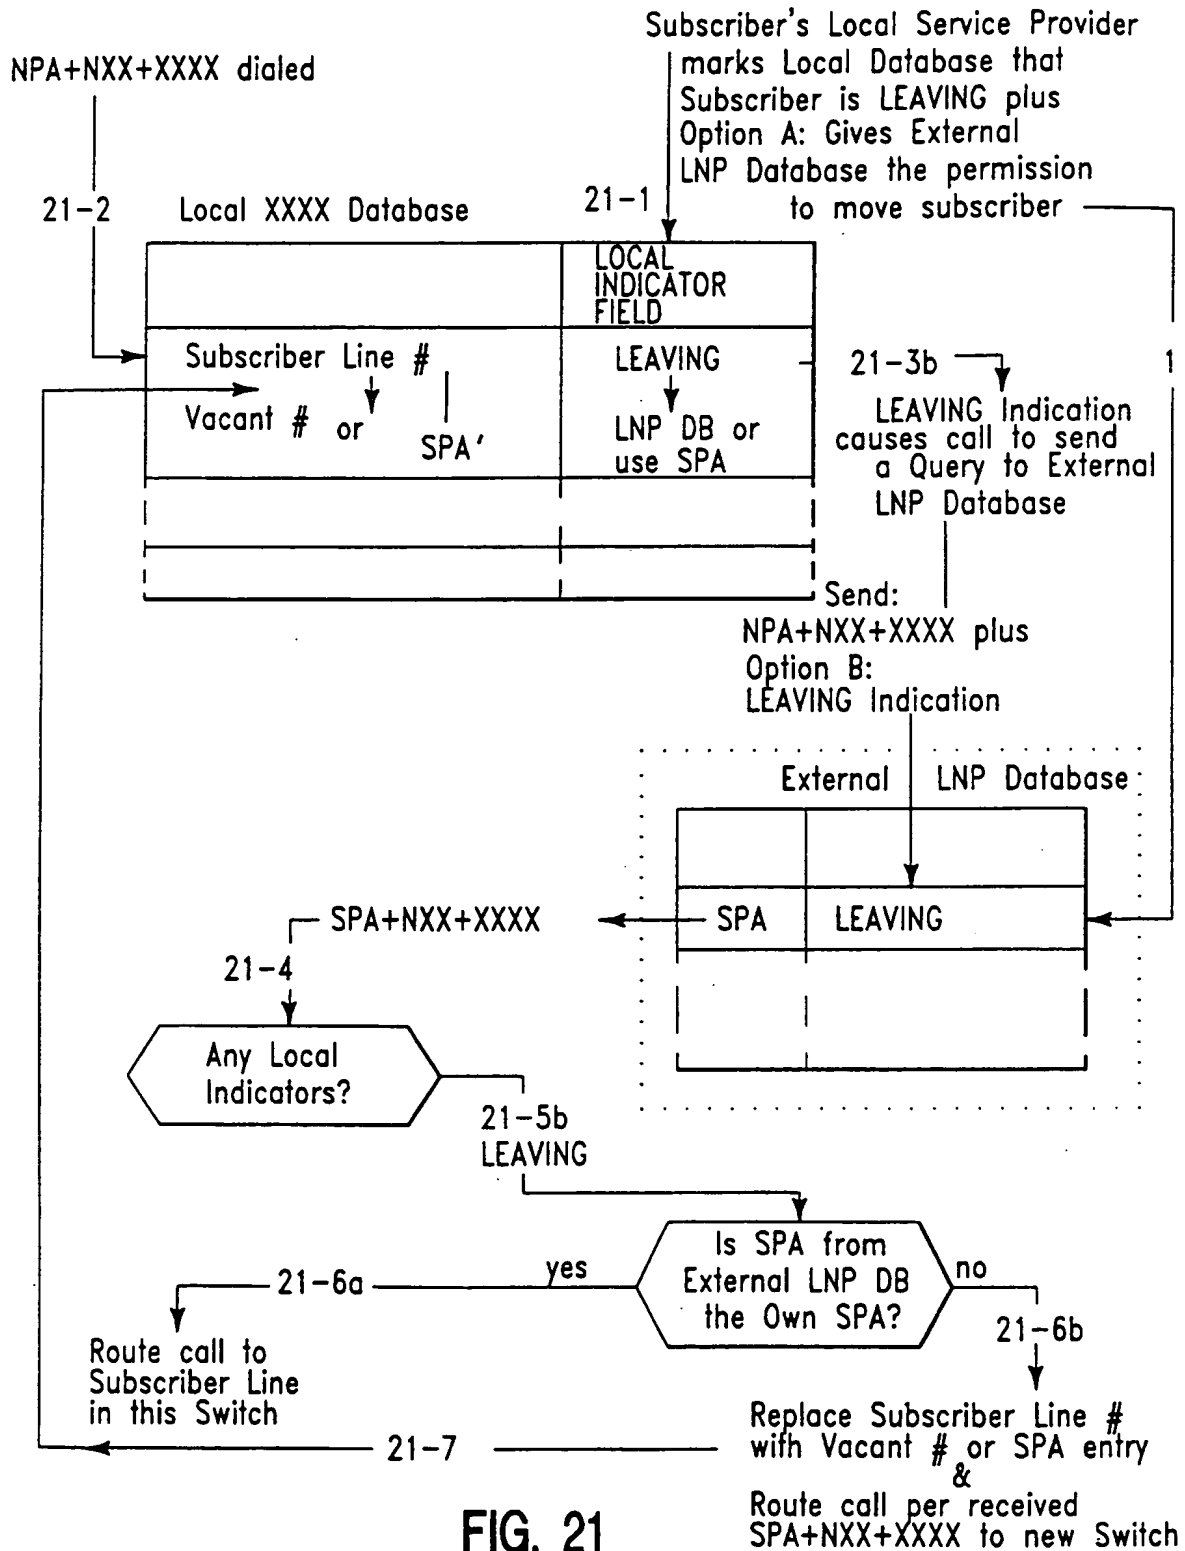 Subscriber's Local Service Provider
marks Local Database that
Subscriber is LEAVING plus
Option A: Gives External
LNP Database the permission
to move subscriber
NPA+NXX+XXXX dialed
21-2
Local XXXX Database
21-1
LOCAL
INDICATOR
FIELD
Subscriber Line #
Vacant # or
SPA'
LEAVING
LNP DB or
use SPA
21-3b
1
LEAVING Indication
causes call to send
a Query to External
LNP Database
Send:
NPA+NXX+XXXX plus
Option B:
LEAVING Indication
External LNP Database
SPA
LEAVING
SPA+NXX+XXXX
21-4
Any Local
Indicators?
21-5b
LEAVING
Is SPA from
External LNP DB
the Own SPA?
yes
no
21-6a
21-6b
Route call to
Subscriber Line
in this Switch
Replace Subscriber Line #
with Vacant # or SPA entry
&
Route call per received
SPA+NXX+XXXX to new Switch
21-7
FIG. 21